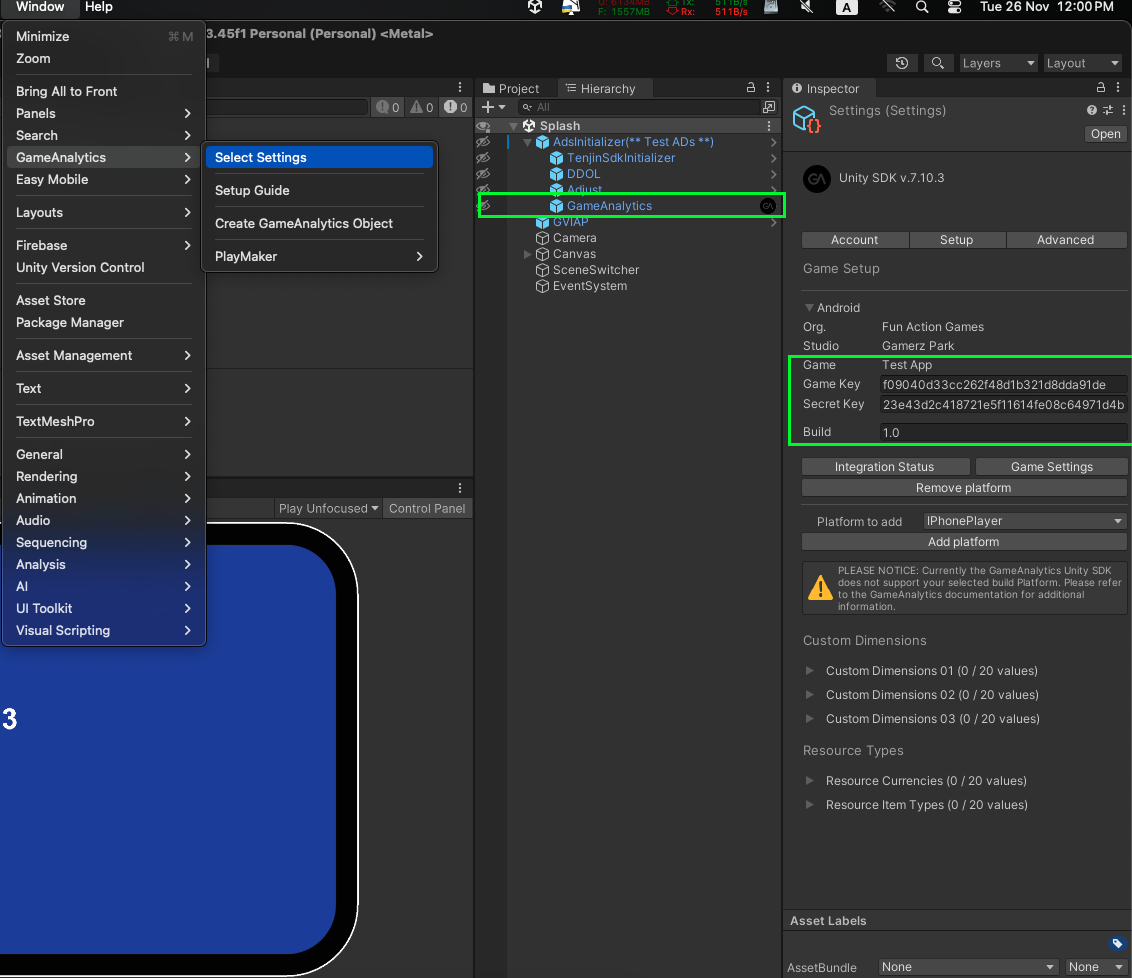 Window Help
U: 6134MB Tx: 511B/s
F: 1557MB Rx: 511B/s
A
Tue 26 Nov 12:00 PM
3.45f1 Personal (Personal) <Metal>
Minimize ⌘ M
Zoom
Bring All to Front
Panels
Search
GameAnalytics
Easy Mobile
Layouts
Firebase
Unity Version Control
Asset Store
Package Manager
Asset Management
Text
TextMeshPro
General
Rendering
Animation
Audio
Sequencing
Analysis
AI
UI Toolkit
Visual Scripting
Select Settings
Setup Guide
Create GameAnalytics Object
PlayMaker
0 0 0
Play Unfocused Control Panel
3
Layers Layout
Project Hierarchy
All
Splash
AdsInitializer(** Test ADs **)
TenjinSdkInitializer
DDOL
Adjust
GameAnalytics
GVIAP
Camera
Canvas
SceneSwitcher
EventSystem
Inspector
Settings (Settings)
Open
GA Unity SDK v.7.10.3
Account Setup Advanced
Game Setup
Android
Org. Fun Action Games
Studio Gamerz Park
Game Test App
Game Key f09040d33cc262f48d1b321d8dda91de
Secret Key 23e43d2c418721e5f11614fe08c64971d4b
Build 1.0
Integration Status Game Settings
Remove platform
Platform to add IPhonePlayer
Add platform
PLEASE NOTICE: Currently the GameAnalytics Unity SDK
does not support your selected build Platform. Please refer
to the GameAnalytics documentation for additional
information.
Custom Dimensions
Custom Dimensions 01 (0 / 20 values)
Custom Dimensions 02 (0 / 20 values)
Custom Dimensions 03 (0 / 20 values)
Resource Types
Resource Currencies (0 / 20 values)
Resource Item Types (0 / 20 values)
Asset Labels
AssetBundle None None